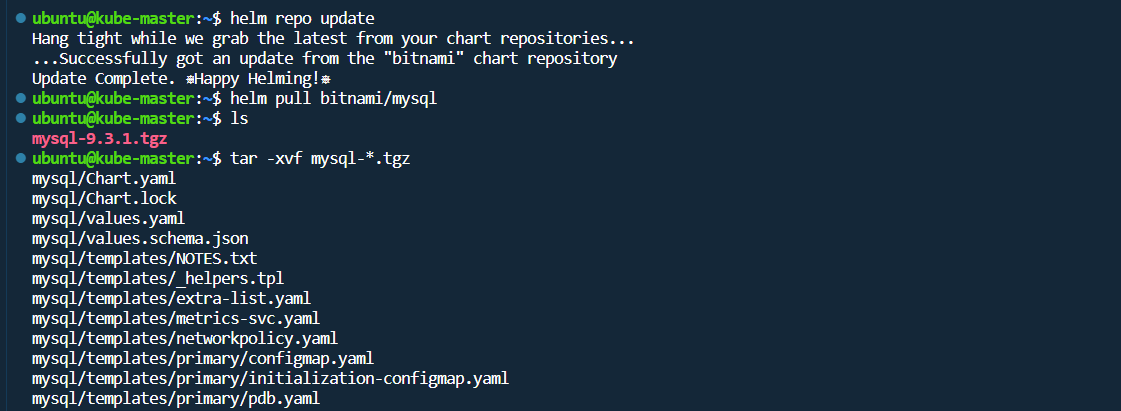 ubuntu@kube-master:~$ helm repo update
Hang tight while we grab the latest from your chart repositories...
...Successfully got an update from the "bitnami" chart repository
Update Complete. ⎈Happy Helming!⎈
ubuntu@kube-master:~$ helm pull bitnami/mysql
ubuntu@kube-master:~$ ls
mysql-9.3.1.tgz
ubuntu@kube-master:~$ tar -xvf mysql-*.tgz
mysql/Chart.yaml
mysql/Chart.lock
mysql/values.yaml
mysql/values.schema.json
mysql/templates/NOTES.txt
mysql/templates/_helpers.tpl
mysql/templates/extra-list.yaml
mysql/templates/metrics-svc.yaml
mysql/templates/networkpolicy.yaml
mysql/templates/primary/configmap.yaml
mysql/templates/primary/initialization-configmap.yaml
mysql/templates/primary/pdb.yaml